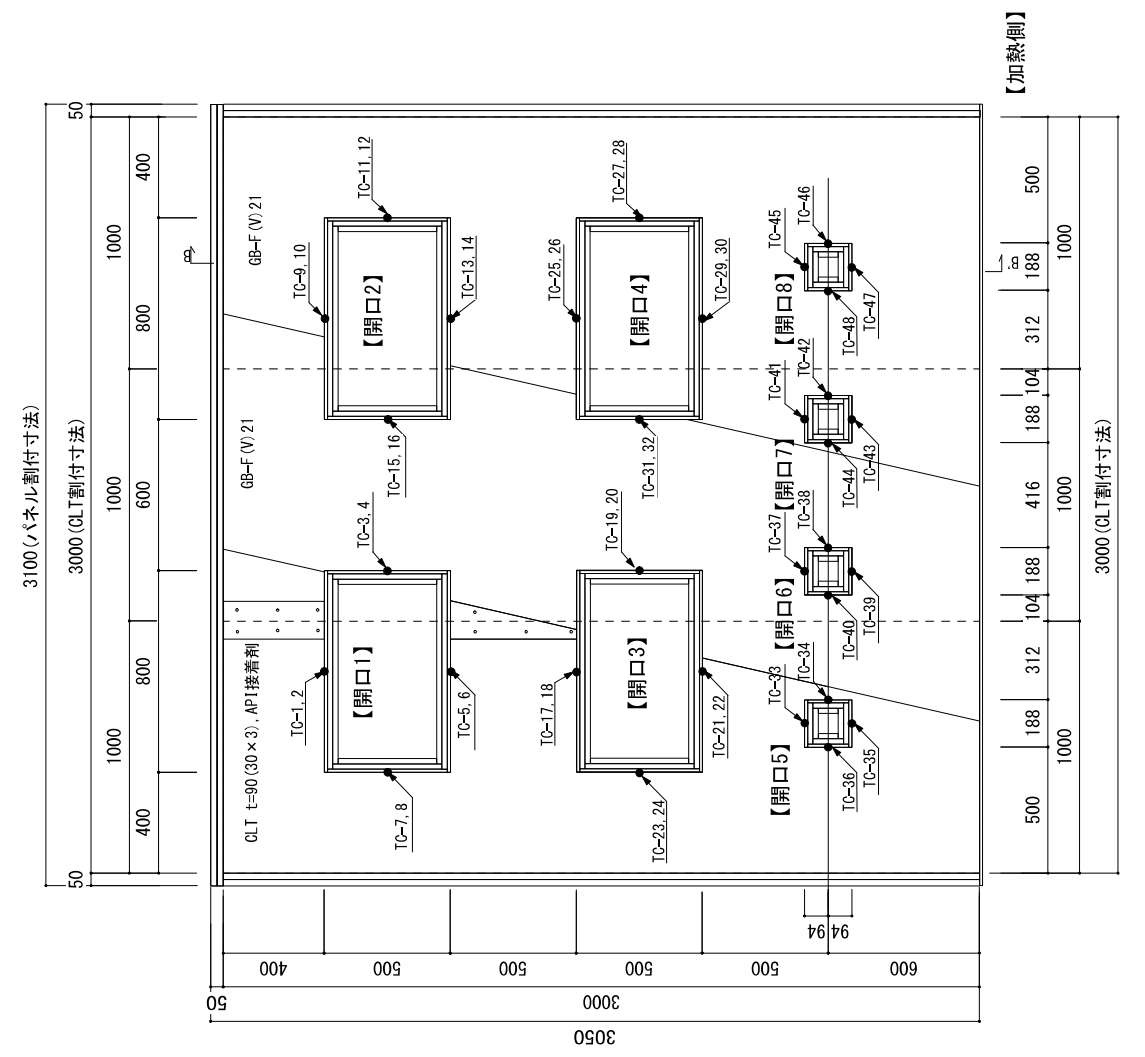 3100(パネル割付寸法)
3000(CLT割付寸法)
50
1000
1000
1000
50
400
800
600
800
400
CLT t=90(30×3),API接着剤
GB-F(V)21
GB-F(V)21
B'
TC-1,2
TC-3,4
TC-5,6
TC-7,8
【開口1】
TC-9,10
TC-11,12
TC-13,14
TC-15,16
【開口2】
TC-17,18
TC-19,20
TC-21,22
TC-23,24
【開口3】
TC-25,26
TC-27,28
TC-29,30
TC-31,32
【開口4】
【開口5】
TC-33
TC-34
TC-35
TC-36
【開口6】
TC-37
TC-38
TC-39
TC-40
【開口7】
TC-41
TC-42
TC-43
TC-44
【開口8】
TC-45
TC-46
TC-47
TC-48
B'
500
188
312
104
188
416
188
104
312
188
500
1000
1000
1000
3000(CLT割付寸法)
【加熱側】
94
94
400
500
500
500
500
600
50
3000
3050